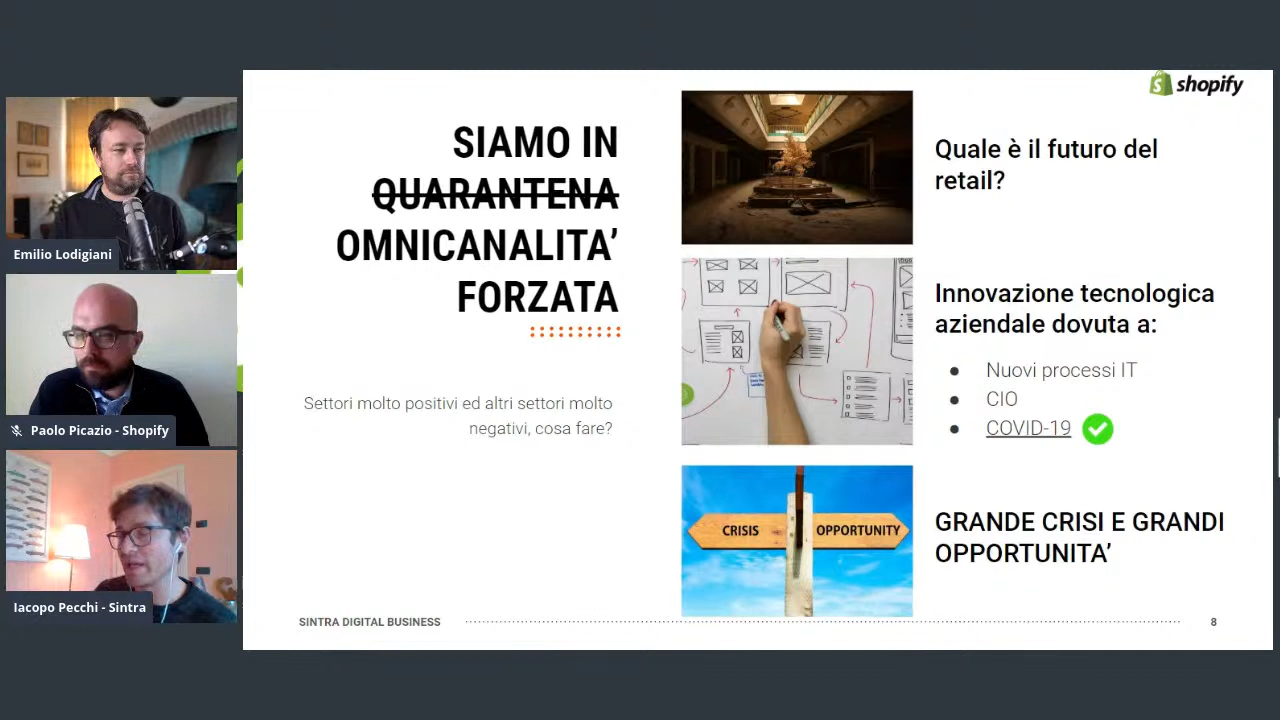 shopify
Emilio Lodigiani
Paolo Picazio - Shopify
Iacopo Pecchi - Sintra
SIAMO IN
QUARANTENA
OMNICANALITA’
FORZATA
Settori molto positivi ed altri settori molto
negativi, cosa fare?
Quale è il futuro del
retail?
Innovazione tecnologica
aziendale dovuta a:
● Nuovi processi IT
● CIO
● COVID-19
CRISIS
OPPORTUNITY
GRANDE CRISI E GRANDI
OPPORTUNITA’
SINTRA DIGITAL BUSINESS
8